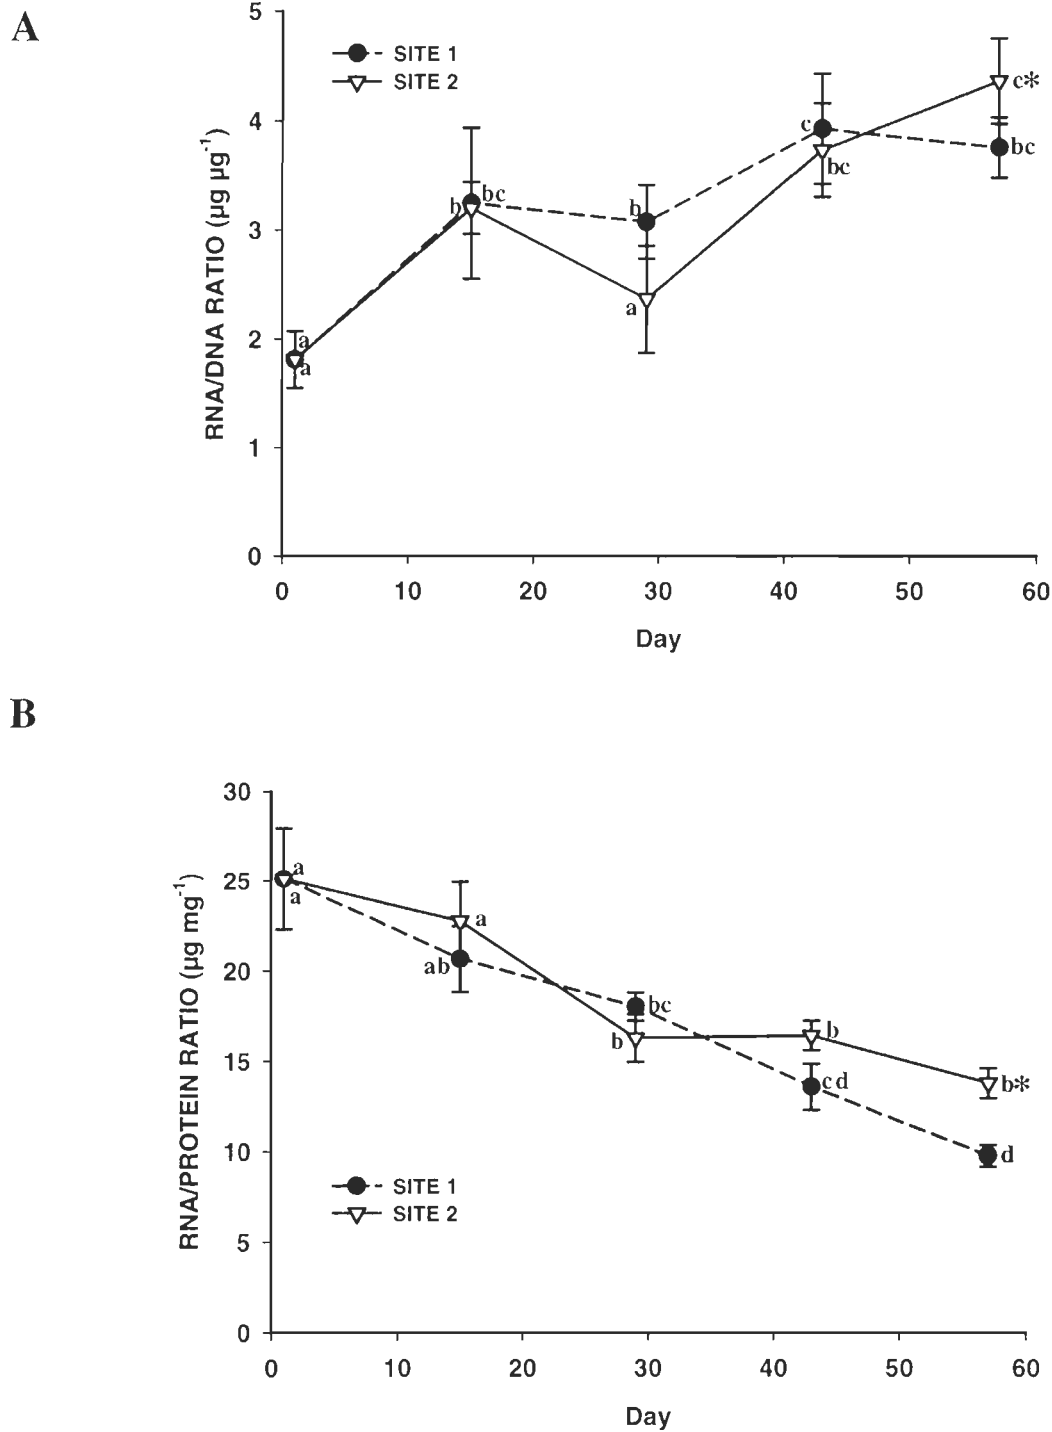 A
5
SITE 1
SITE 2
c*
4
c
bc
bc
RNA/DNA RATIO (µg µg-1)
bc
b
b
3
a
2
a
a
1
0
0 10 20 30 40 50 60
Day
B
30
a
25
a
a
RNA/PROTEIN RATIO (µg mg-1)
ab
20
bc
b
b
15
cd
b*
10
d
SITE 1
SITE 2
5
0
0 10 20 30 40 50 60
Day